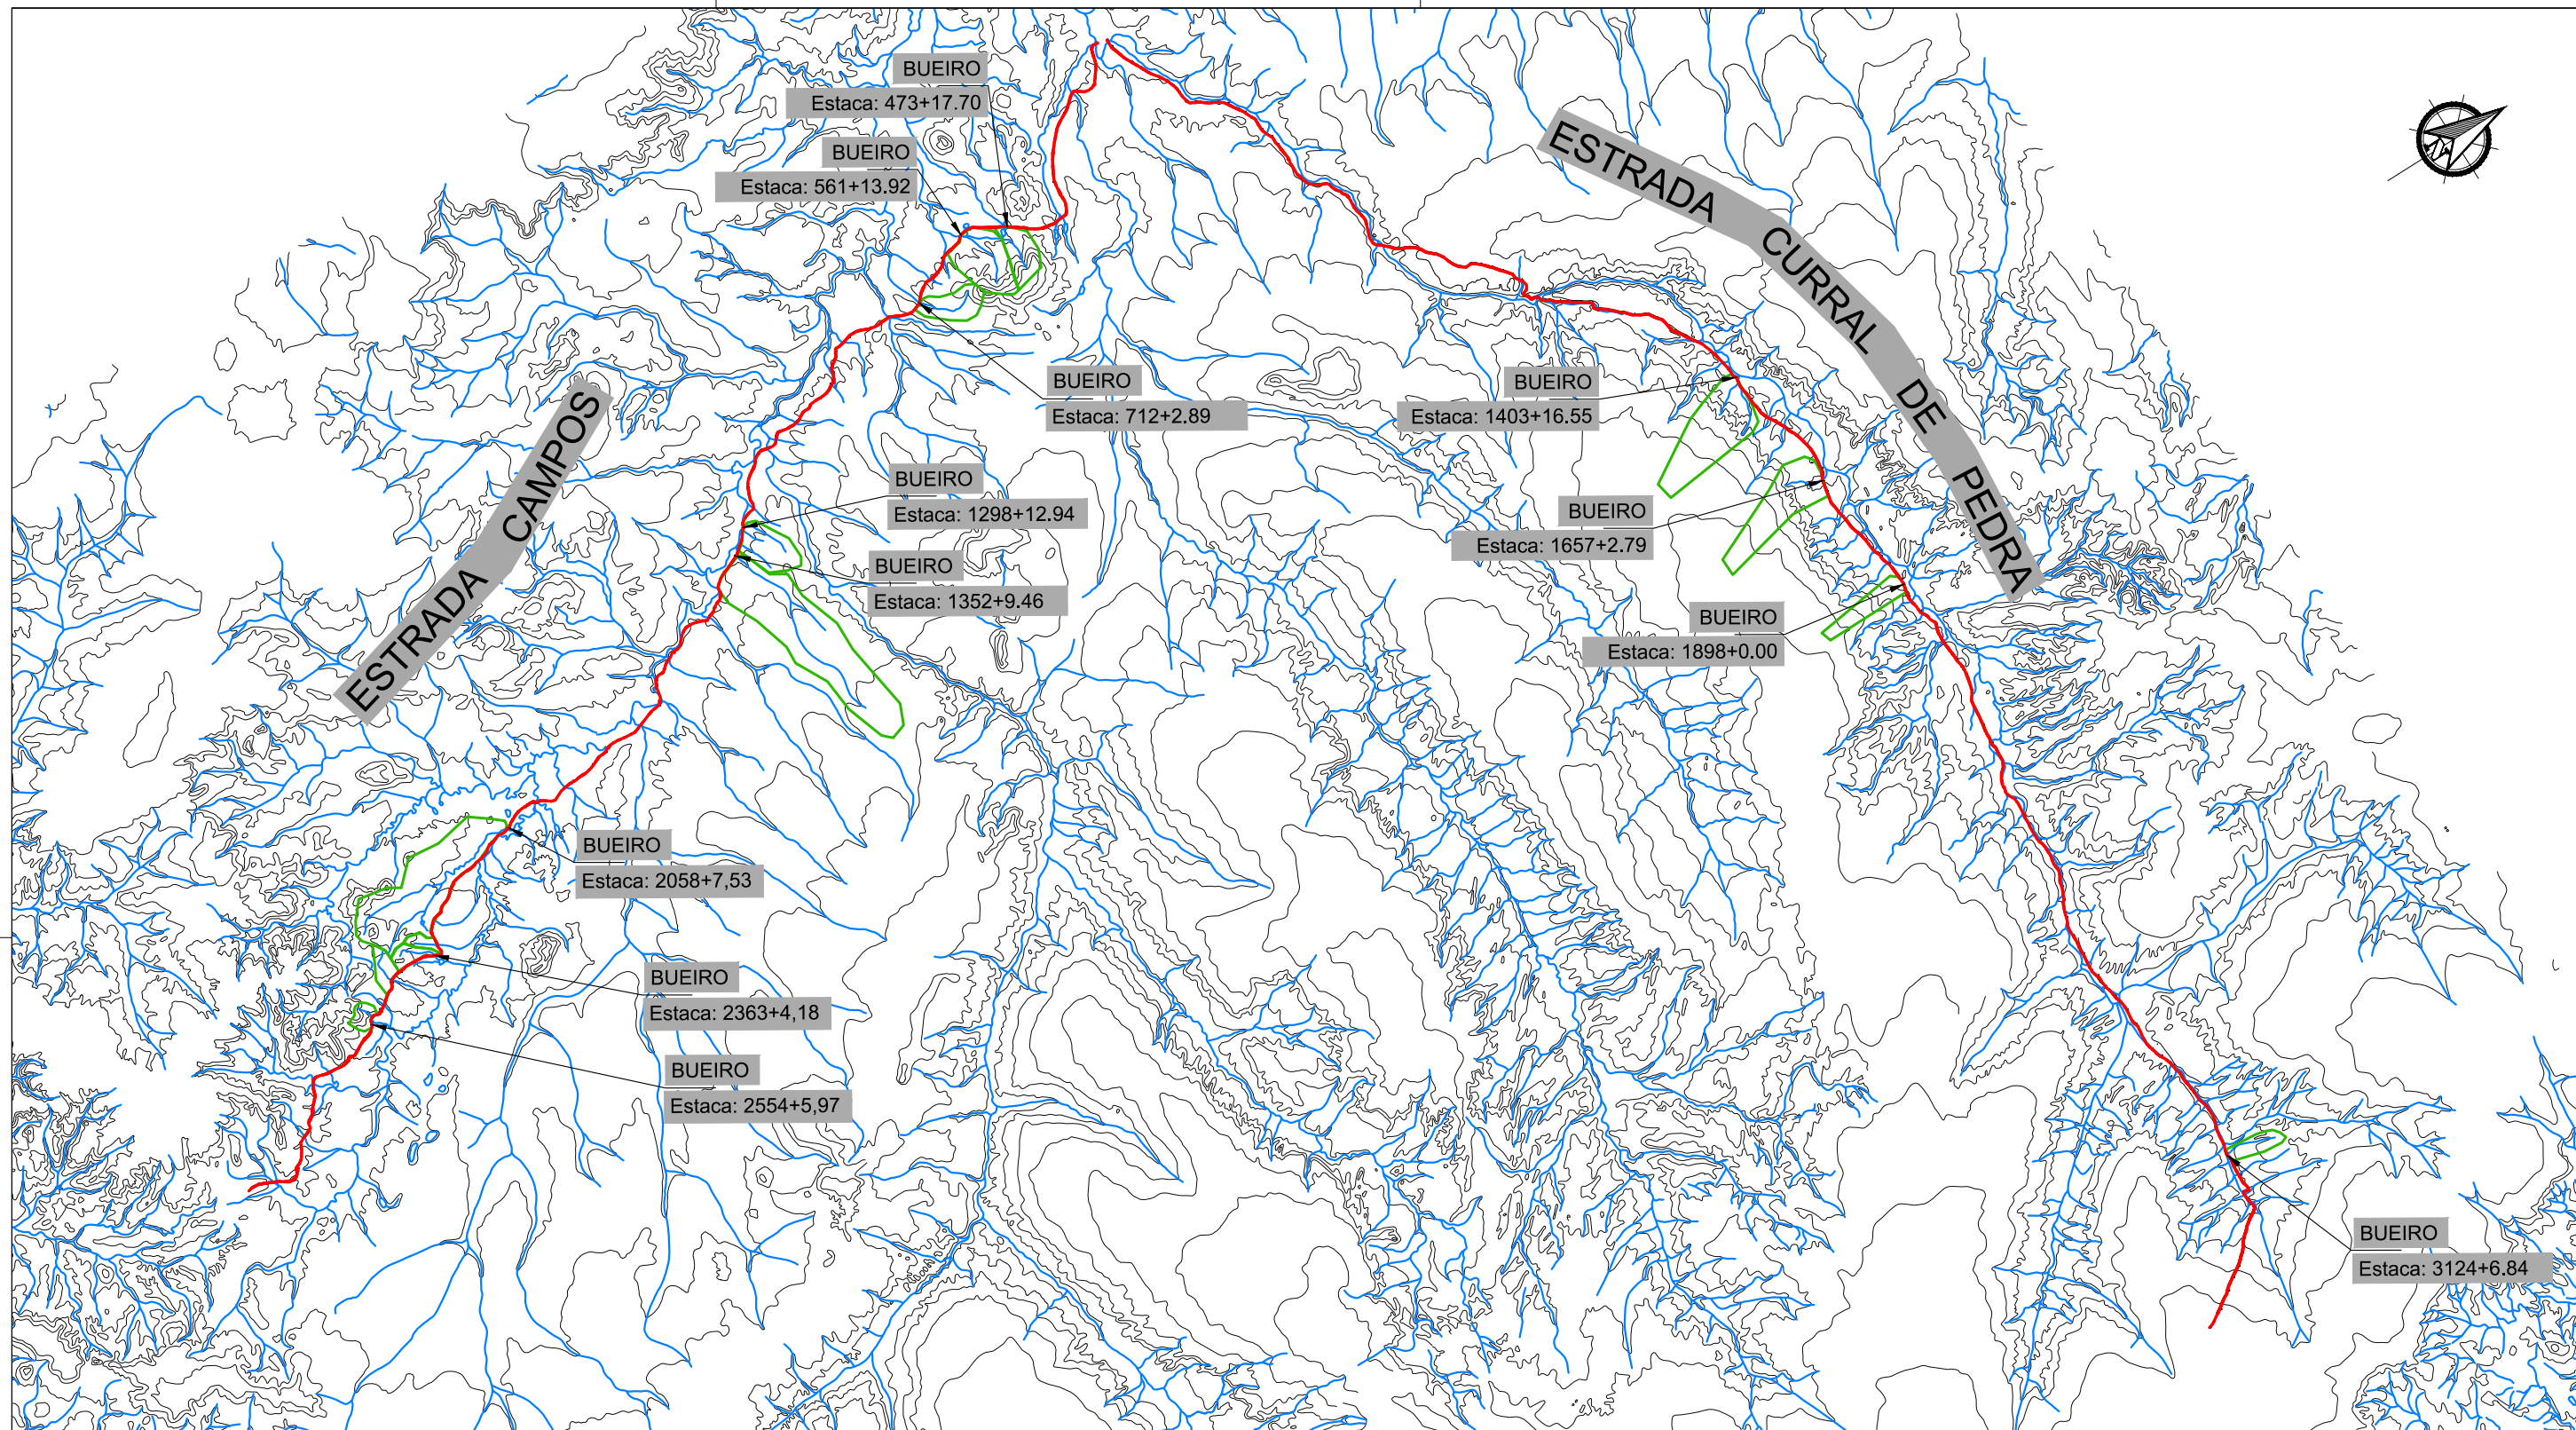 BUEIRO
Estaca: 473+17.70
BUEIRO
Estaca: 561+13.92
BUEIRO
Estaca: 712+2.89
BUEIRO
Estaca: 1298+12.94
BUEIRO
Estaca: 1352+9.46
BUEIRO
Estaca: 2058+7,53
BUEIRO
Estaca: 2363+4,18
BUEIRO
Estaca: 2554+5,97
ESTRADA CAMPOS
ESTRADA CURRAL DE PEDRA
BUEIRO
Estaca: 1403+16.55
BUEIRO
Estaca: 1657+2.79
BUEIRO
Estaca: 1898+0.00
BUEIRO
Estaca: 3124+6.84
N